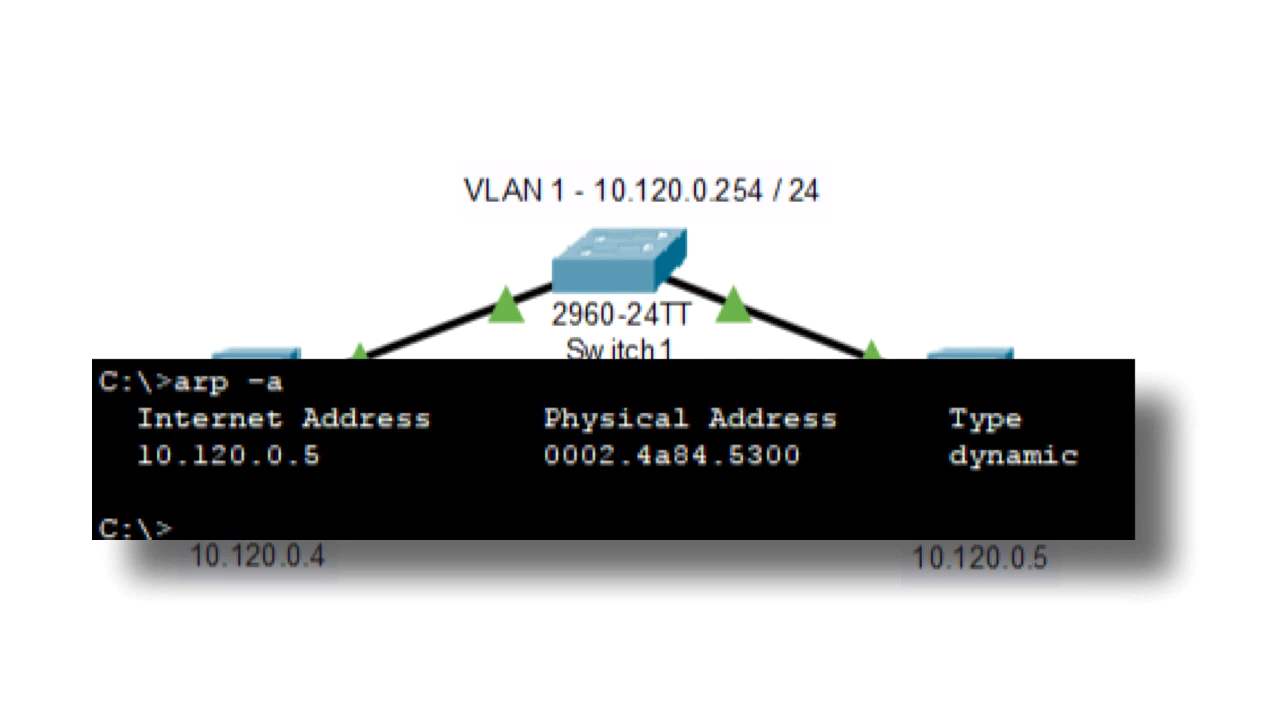 VLAN 1 - 10.120.0.254 / 24
2960-24TT
Switch1
C:\>arp -a
Internet Address Physical Address Type
10.120.0.5 0002.4a84.5300 dynamic
C:\>
10.120.0.4 10.120.0.5